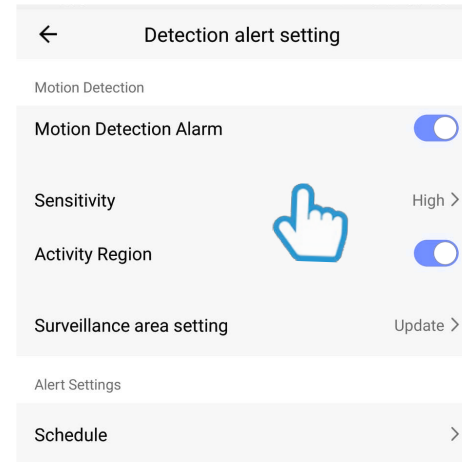 Detection alert setting
Motion Detection
Motion Detection Alarm
Sensitivity High
Activity Region
Surveillance area setting Update
Alert Settings
Schedule